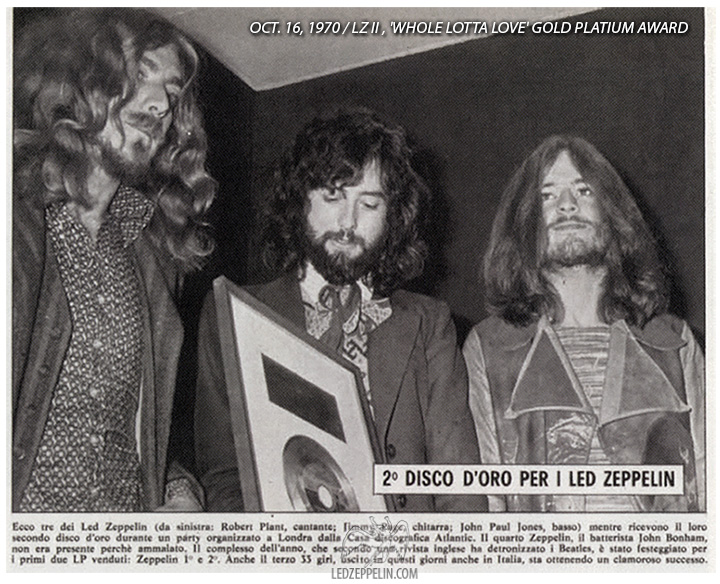 OCT. 16, 1970 / LZ II , 'WHOLE LOTTA LOVE' GOLD PLATIUM AWARD
2º DISCO D'ORO PER I LED ZEPPELIN
Ecco tre dei Led Zeppelin (da sinistra: Robert Plant, cantante; Jimmy chitarra; John Paul Jones, basso) mentre ricevono il loro
secondo disco d'oro durante un party organizzato a Londra dalla Casa discografica Atlantic. Il quarto Zeppelin, il batterista John Bonham,
non era presente perchè ammalato. Il complesso dell'anno, che secondo una rivista inglese ha detronizzato i Beatles, è stato festeggiato per
i primi due LP venduti: Zeppelin 1º e 2º. Anche il terzo 33 giri, uscito in questi giorni anche in Italia, sta ottenendo un clamoroso successo.
LEDZEPPELIN.COM